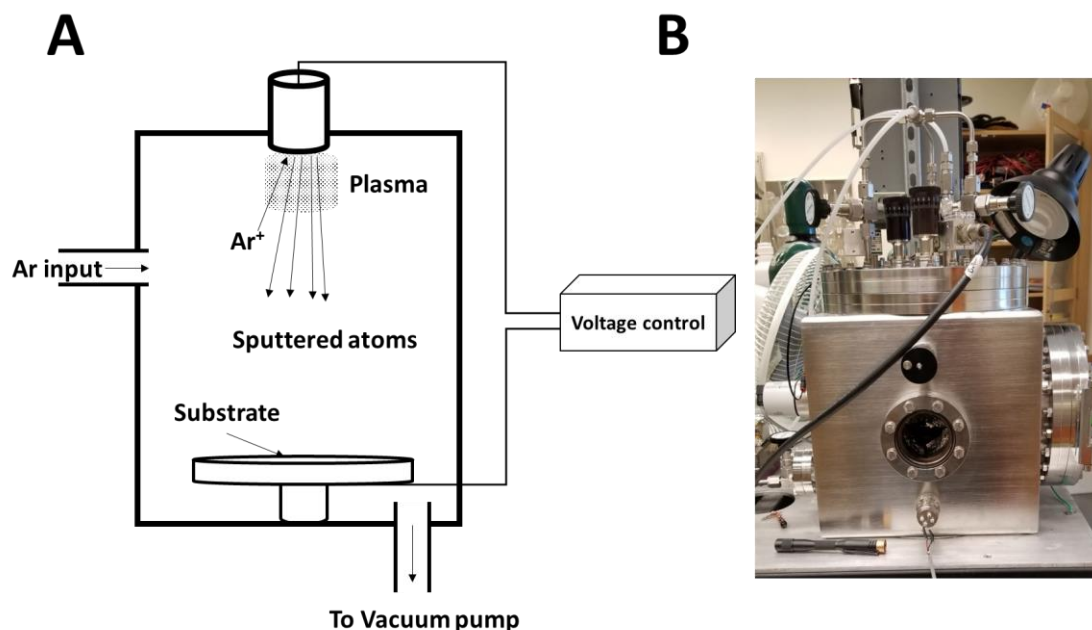 A
B
Plasma
Ar⁺
Ar input
Voltage control
Sputtered atoms
Substrate
To Vacuum pump